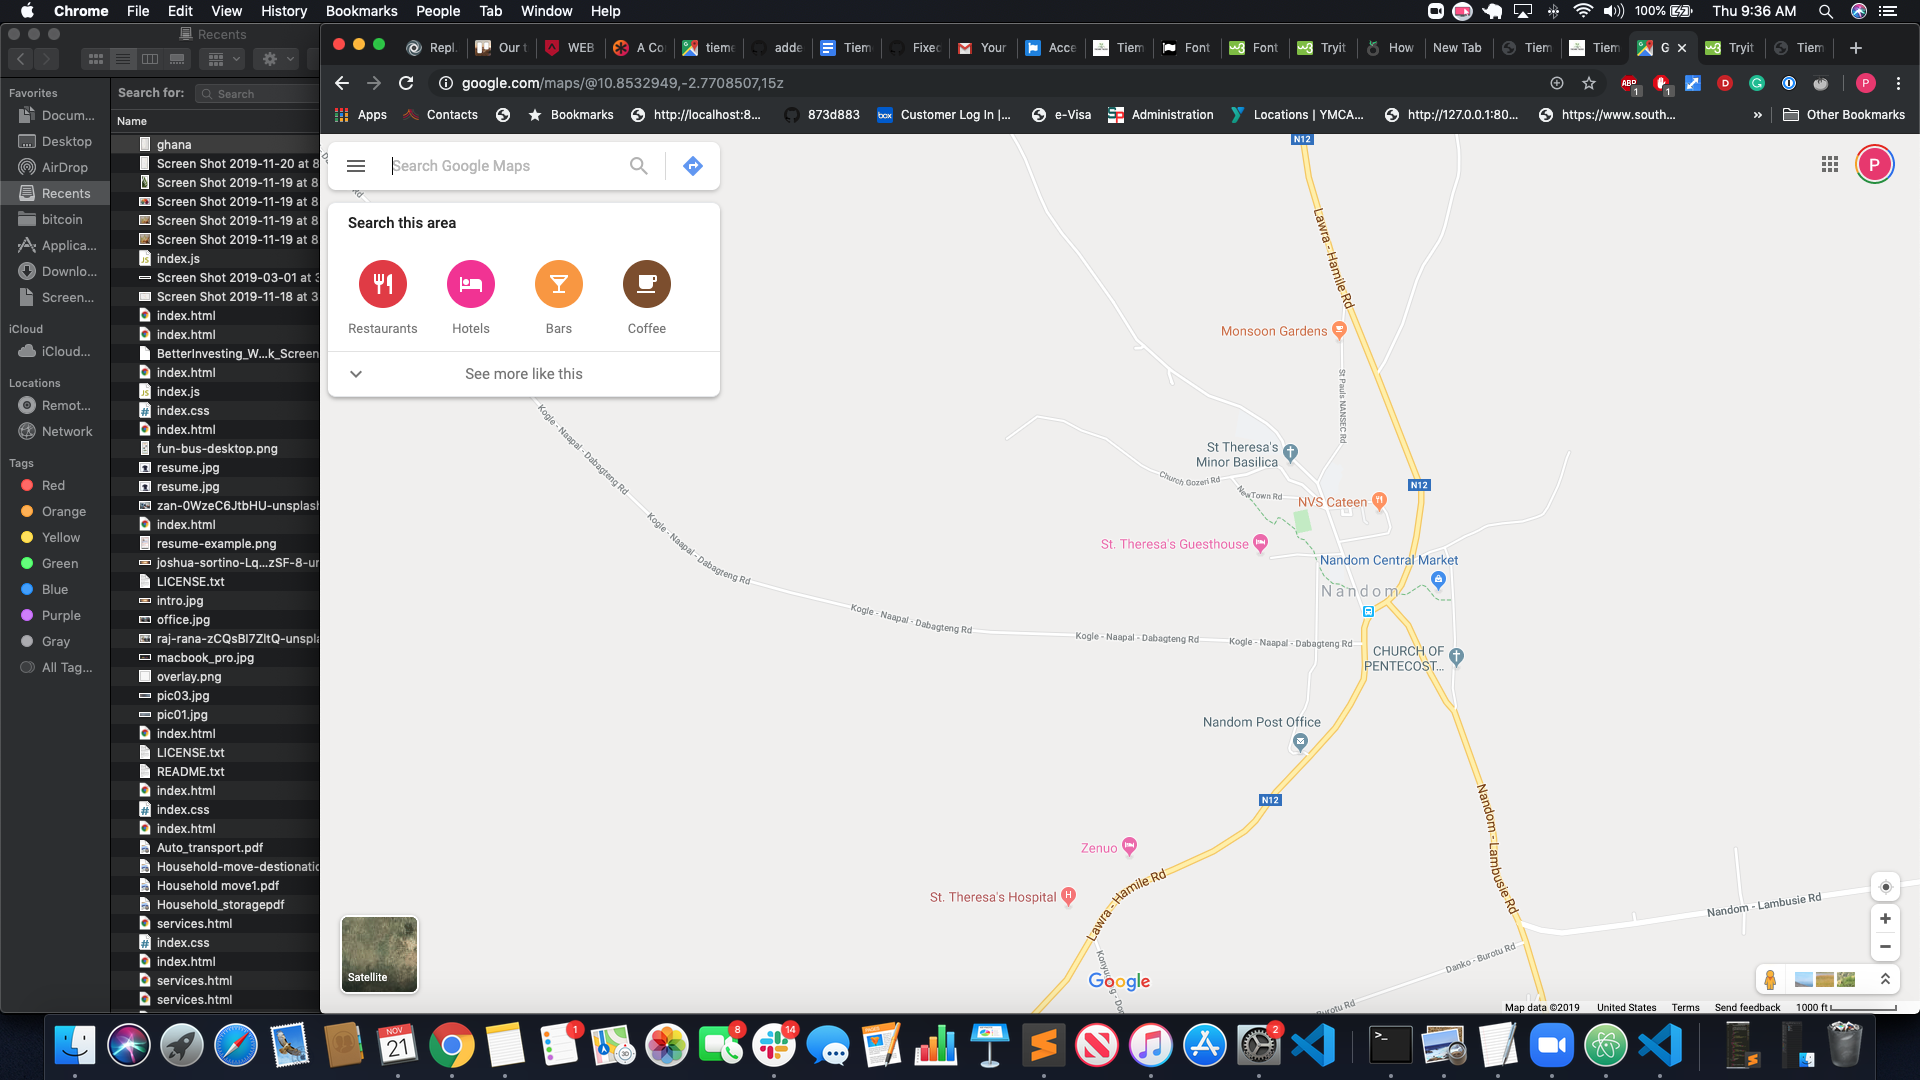 Chrome File Edit View History Bookmarks People Tab Window Help
100% Thu 9:36 AM
Recents
Search for: Search
Name
Favorites
Docum...
Desktop
AirDrop
Recents
bitcoin
Applica...
Downlo...
Screen...
iCloud
iCloud...
Locations
Remot...
Network
Tags
Red
Orange
Yellow
Green
Blue
Purple
Gray
All Tag...
ghana
Screen Shot 2019-11-20 at 8
Screen Shot 2019-11-19 at 8
Screen Shot 2019-11-19 at 8
Screen Shot 2019-11-19 at 8
Screen Shot 2019-11-19 at 8
index.js
Screen Shot 2019-03-01 at 3
Screen Shot 2019-11-18 at 3
index.html
index.html
BetterInvesting_W...k_Screen
index.html
index.js
index.css
index.html
fun-bus-desktop.png
resume.jpg
resume.jpg
zan-0WzeC6JtbHU-unsplash
index.html
resume-example.png
joshua-sortino-Lq...zSF-8-un
LICENSE.txt
intro.jpg
office.jpg
raj-rana-zCQsBl7ZltQ-unspla
macbook_pro.jpg
overlay.png
pic03.jpg
pic01.jpg
index.html
LICENSE.txt
README.txt
index.html
index.css
index.html
Auto_transport.pdf
Household-move-destionatio
Household move1.pdf
Household_storagepdf
services.html
index.css
index.html
services.html
services.html
Repl. Our t WEB A Co tieme adde Tiem Fixed Your Acce Tiem Font Font Tryit How New Tab Tiem Tiem G Tryit Tiem
google.com/maps/@10.8532949,-2.7708507,15z
Apps Contacts Bookmarks http://localhost:8... 873d883 box Customer Log In |... e-Visa Administration Locations | YMCA... http://127.0.0.1:80... https://www.south... » Other Bookmarks
Search Google Maps
P
Search this area
Restaurants Hotels Bars Coffee
See more like this
N12
Lawra - Hamile Rd
Monsoon Gardens
St Pauls NANSEC Rd
Kogle - Naapal - Dabagteng Rd
St Theresa's
Minor Basilica
Church Gozeri Rd
NewTown Rd
N12
NVS Cateen
Kogle - Naapal - Dabagteng Rd
St. Theresa's Guesthouse
Nandom Central Market
Nandom
Kogle - Naapal - Dabagteng Rd
Kogle - Naapal - Dabagteng Rd
Kogle - Naapal - Dabagteng Rd
CHURCH OF
PENTECOST...
Nandom Post Office
N12
Nandom - Lambusie Rd
Zenuo
Lawra - Hamile Rd
St. Theresa's Hospital
Nandom - Lambusie Rd
Danko - Burotu Rd
Burotu Rd
Satellite
Google
Map data ©2019 United States Terms Send feedback 1000 ft
NOV
21
1
8
14
2